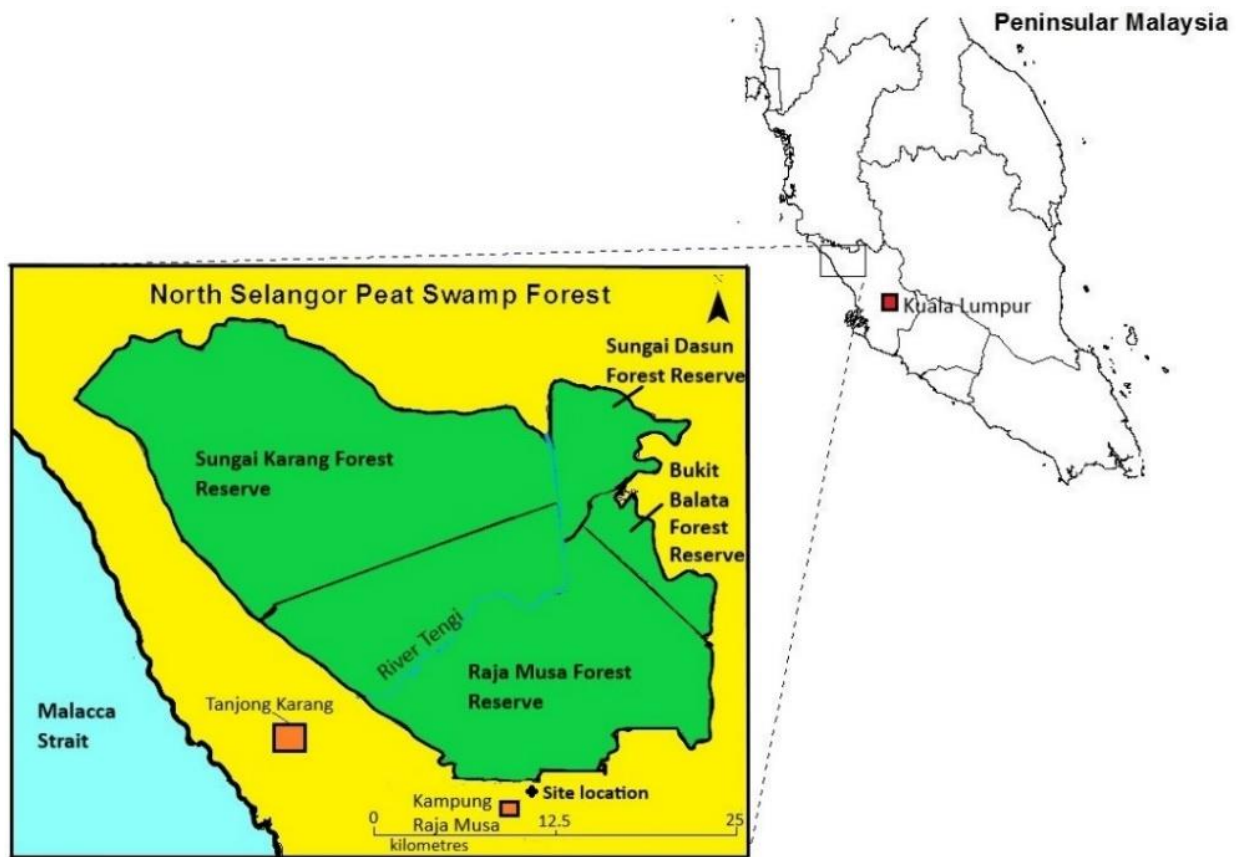 Peninsular Malaysia
Kuala Lumpur
North Selangor Peat Swamp Forest
N
Sungai Dasun
Forest Reserve
Sungai Karang Forest
Reserve
Bukit
Balata
Forest
Reserve
River Tengi
Raja Musa Forest
Reserve
Tanjong Karang
Malacca
Strait
Site location
Kampung
Raja Musa
0
12.5
25
kilometres